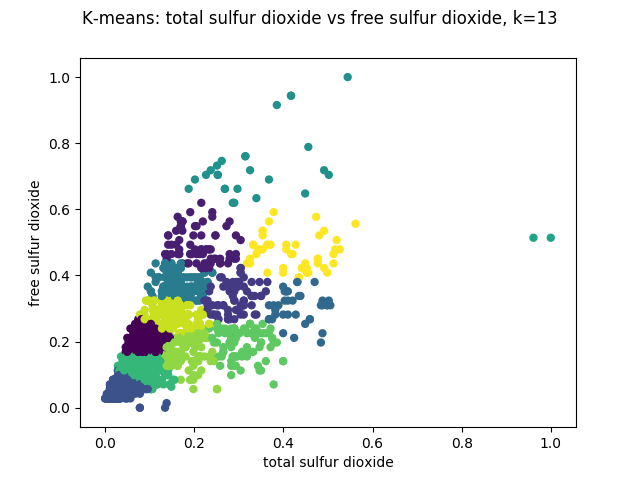 K-means: total sulfur dioxide vs free sulfur dioxide, k=13
1.0
0.8
0.6
0.4
0.2
0.0
free sulfur dioxide
0.0 0.2 0.4 0.6 0.8 1.0
total sulfur dioxide